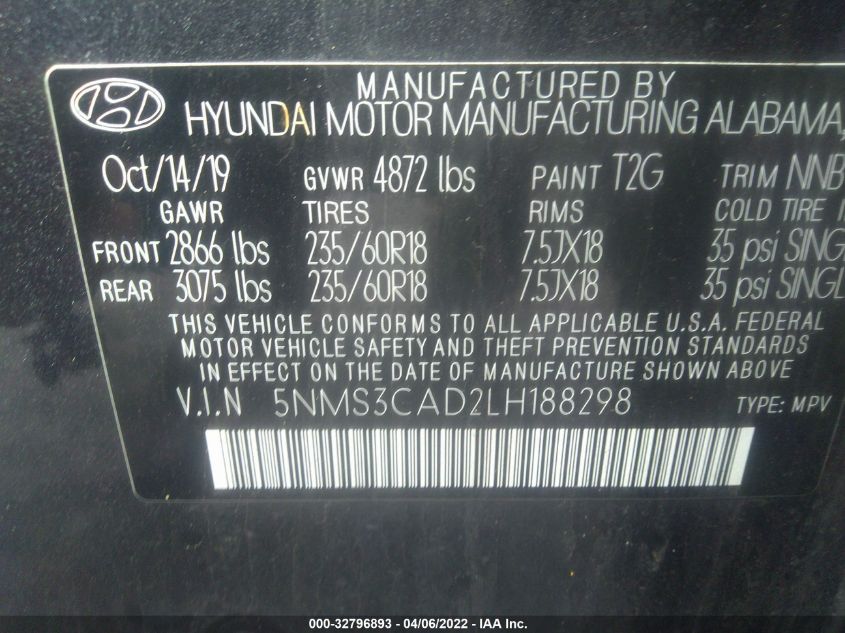 MANUFACTURED BY
HYUNDAI MOTOR MANUFACTURING ALABAMA,
Oct/14/19 GVWR 4872 lbs PAINT T2G TRIM NNB
GAWR TIRES RIMS COLD TIRE
FRONT 2866 lbs 235/60R18 7.5JX18 35 psi SING
REAR 3075 lbs 235/60R18 7.5JX18 35 psi SINGL
THIS VEHICLE CONFORMS TO ALL APPLICABLE U.S.A. FEDERAL
MOTOR VEHICLE SAFETY AND THEFT PREVENTION STANDARDS
IN EFFECT ON THE DATE OF MANUFACTURE SHOWN ABOVE
V.I.N 5NMS3CAD2LH188298 TYPE: MPV
000-32796893 - 04/06/2022 - IAA Inc.